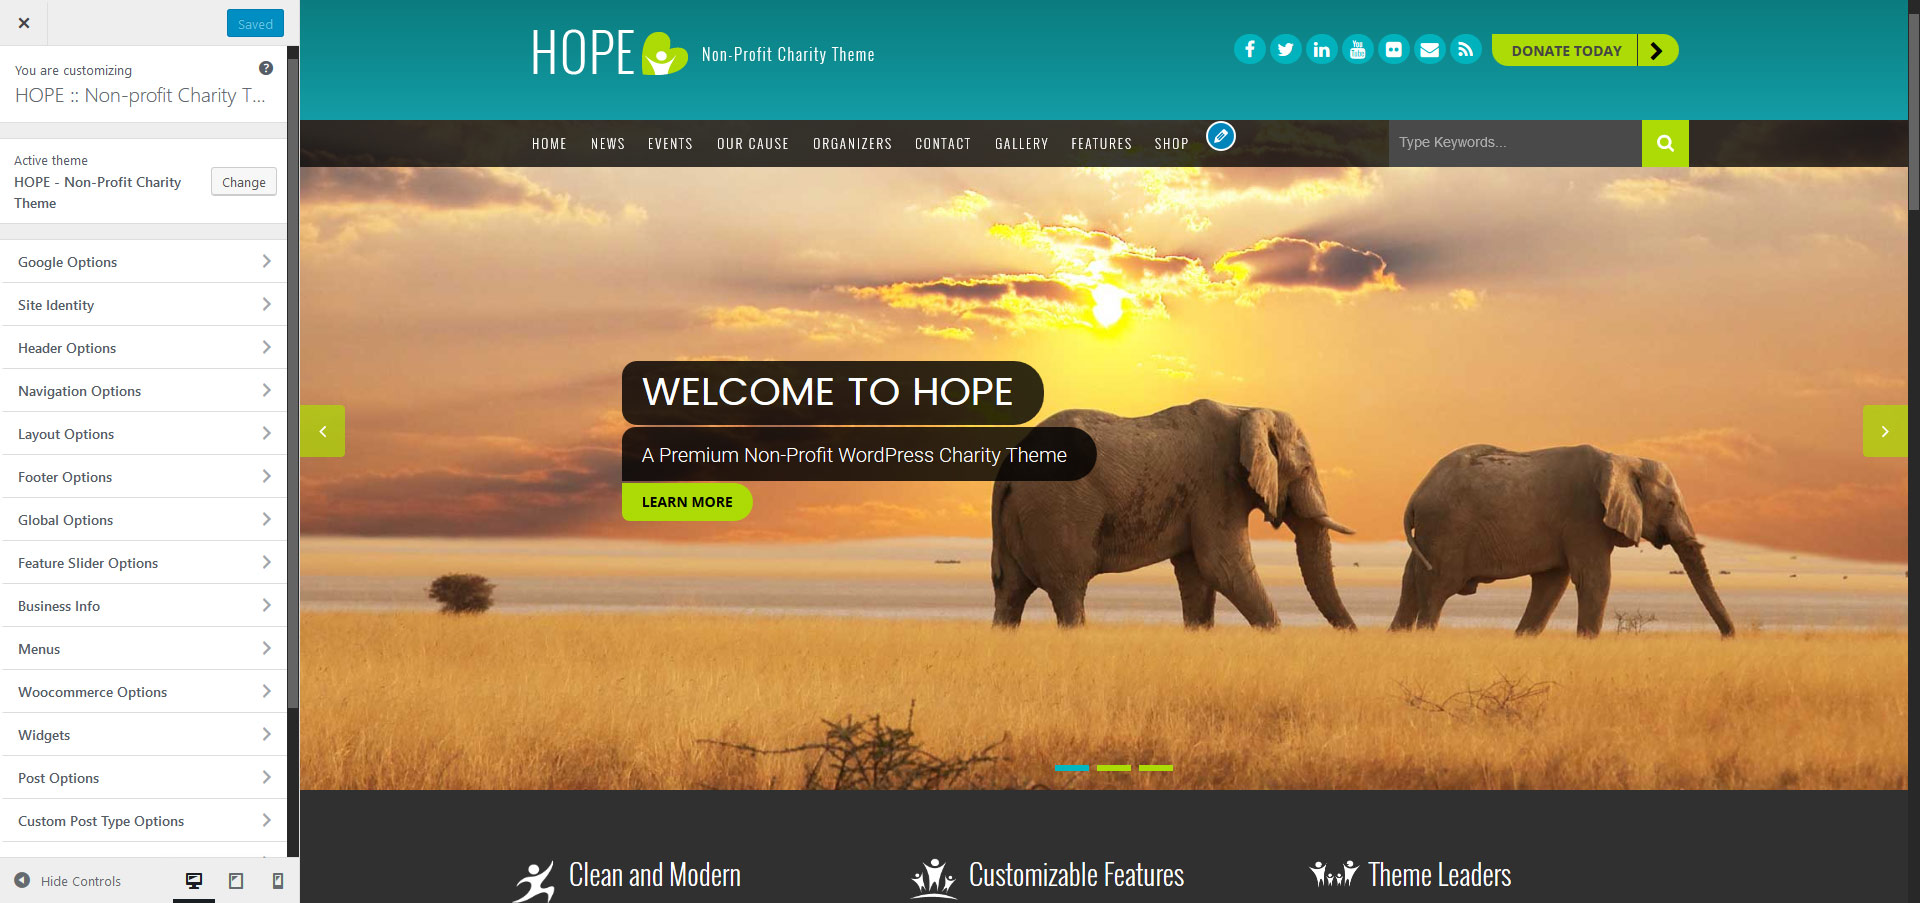 Saved
You are customizing
HOPE :: Non-profit Charity T...
Active theme
HOPE - Non-Profit Charity
Theme
Change
Google Options
Site Identity
Header Options
Navigation Options
Layout Options
Footer Options
Global Options
Feature Slider Options
Business Info
Menus
Woocommerce Options
Widgets
Post Options
Custom Post Type Options
Hide Controls
HOPE
Non-Profit Charity Theme
You Tube
DONATE TODAY
HOME NEWS EVENTS OUR CAUSE ORGANIZERS CONTACT GALLERY FEATURES SHOP
Type Keywords...
WELCOME TO HOPE
A Premium Non-Profit WordPress Charity Theme
LEARN MORE
Clean and Modern
Customizable Features
Theme Leaders